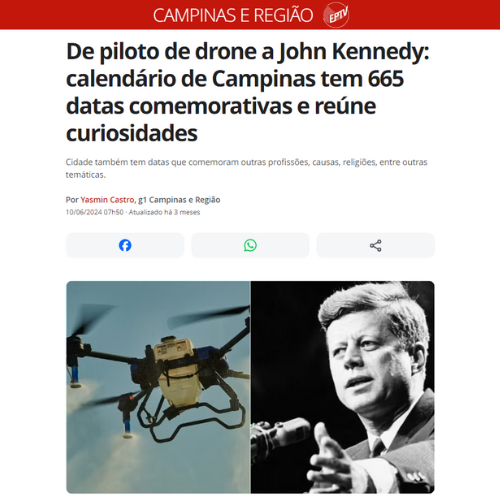 CAMPINAS E REGIÃO EPTV
De piloto de drone a John Kennedy:
calendário de Campinas tem 665
datas comemorativas e reúne
curiosidades
Cidade também tem datas que comemoram outras profissões, causas, religiões, entre outras
temáticas.
Por Yasmin Castro, g1 Campinas e Região
10/06/2024 07h50 · Atualizado há 3 meses